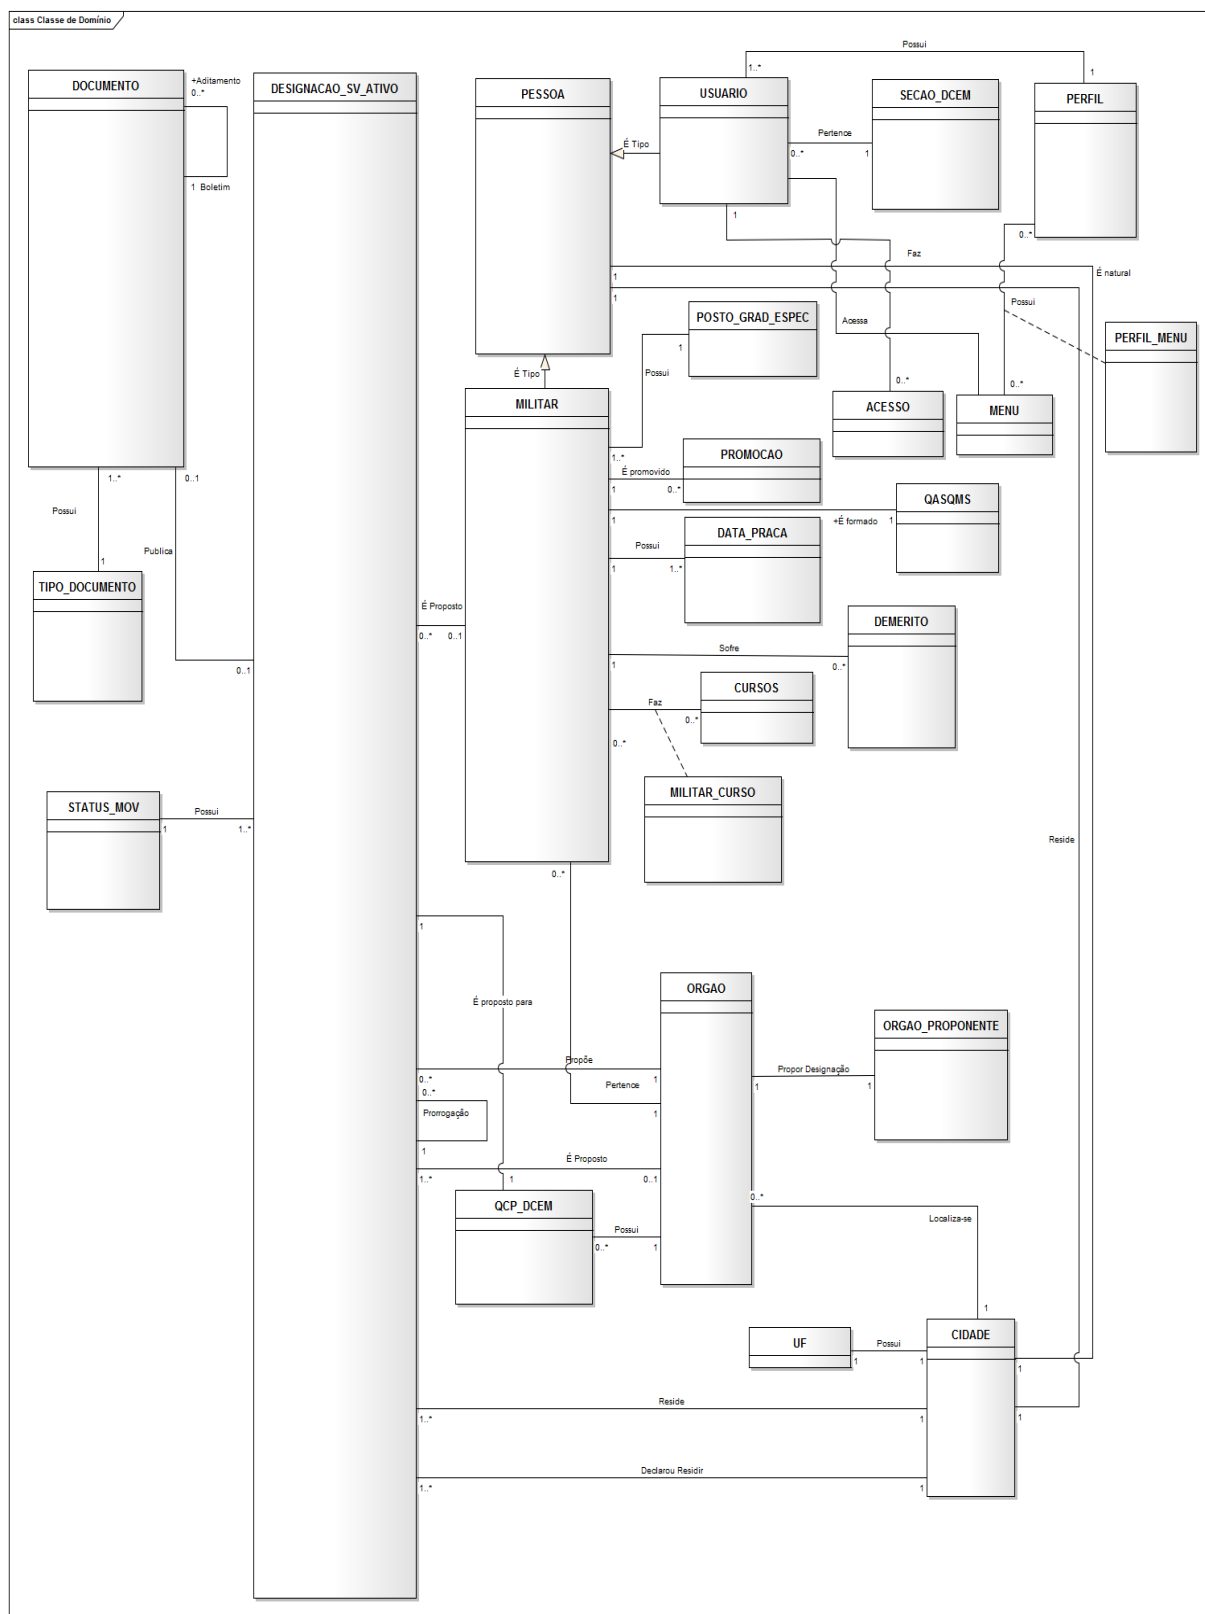 class Classe de Domínio
DOCUMENTO
+Aditamento
0..*
1 Boletim
DESIGNACAO_SV_ATIVO
PESSOA
USUARIO
SECAO_DCEM
PERFIL
Possui
1..*
1
É Tipo
Pertence
0..*
1
1
Faz
0..*
É natural
1
1
Possui
Acessa
POSTO_GRAD_ESPEC
1
Possui
PERFIL_MENU
É Tipo
0..*
0..*
MILITAR
ACESSO
MENU
1..*
PROMOCAO
É promovido
1
0..*
1..*
0..1
Possui
Publica
1
TIPO_DOCUMENTO
QASQMS
1
+É formado
1
DATA_PRACA
Possui
1
1..*
É Proposto
0..*
0..1
DEMERITO
Sofre
1
0..*
0..1
CURSOS
Faz
0..*
0..*
MILITAR_CURSO
STATUS_MOV
Possui
1
1..*
Reside
0..*
1
É proposto para
ORGAO
ORGAO_PROPONENTE
Propõe
0..*
1
Propor Designação
1
1
Pertence
1
0..*
Prorrogação
1
É Proposto
1..*
0..1
1
QCP_DCEM
Possui
0..*
1
0..*
Localiza-se
1
UF
Possui
1
1
CIDADE
1
1
Reside
1..*
1
Declarou Residir
1..*
1